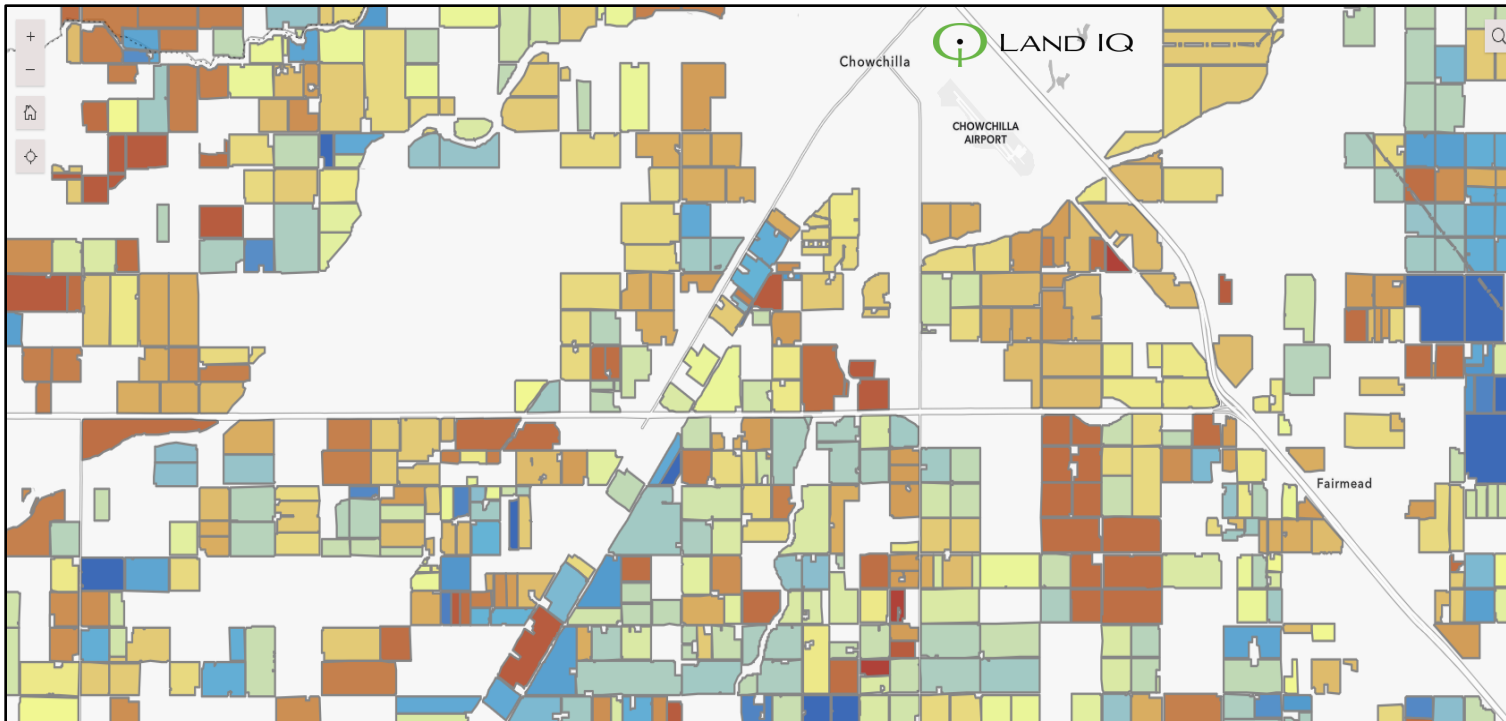 +
−
LAND IQ
Chowchilla
CHOWCHILLA
AIRPORT
Fairmead